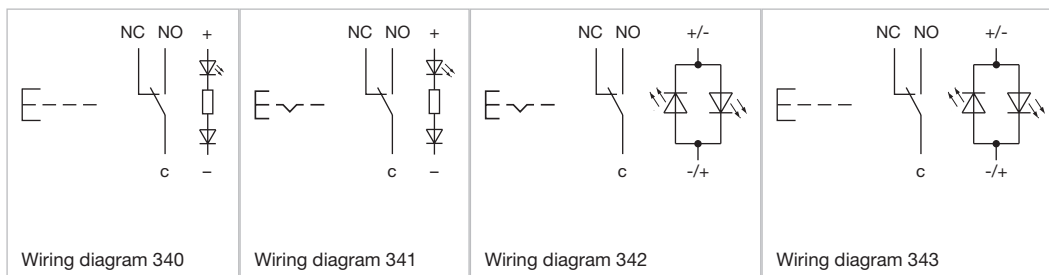 NC NO +
c –
Wiring diagram 340
NC NO +
c –
Wiring diagram 341
NC NO +/-
c -/+
Wiring diagram 342
NC NO +/-
c -/+
Wiring diagram 343